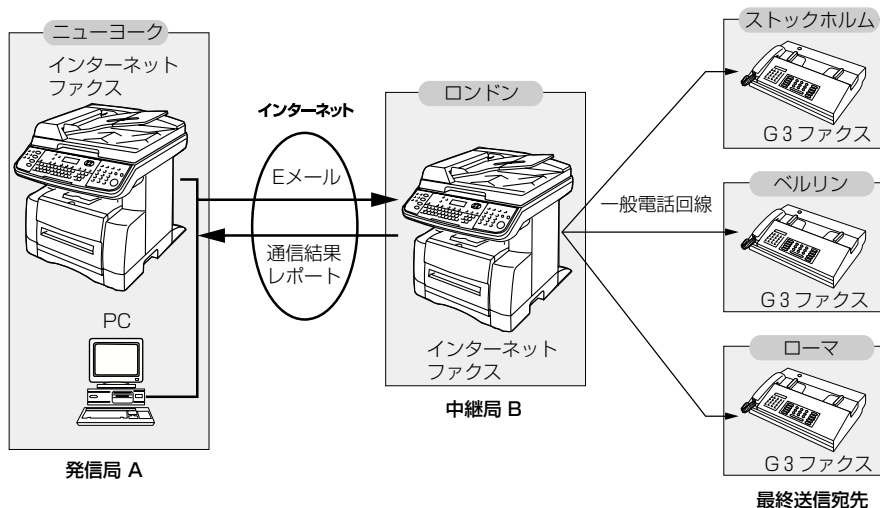 ニューヨーク
インターネット
ファクス
PC
発信局 A
インターネット
Eメール
通信結果
レポート
ロンドン
インターネット
ファクス
中継局 B
一般電話回線
ストックホルム
G3ファクス
ベルリン
G3ファクス
ローマ
G3ファクス
最終送信宛先